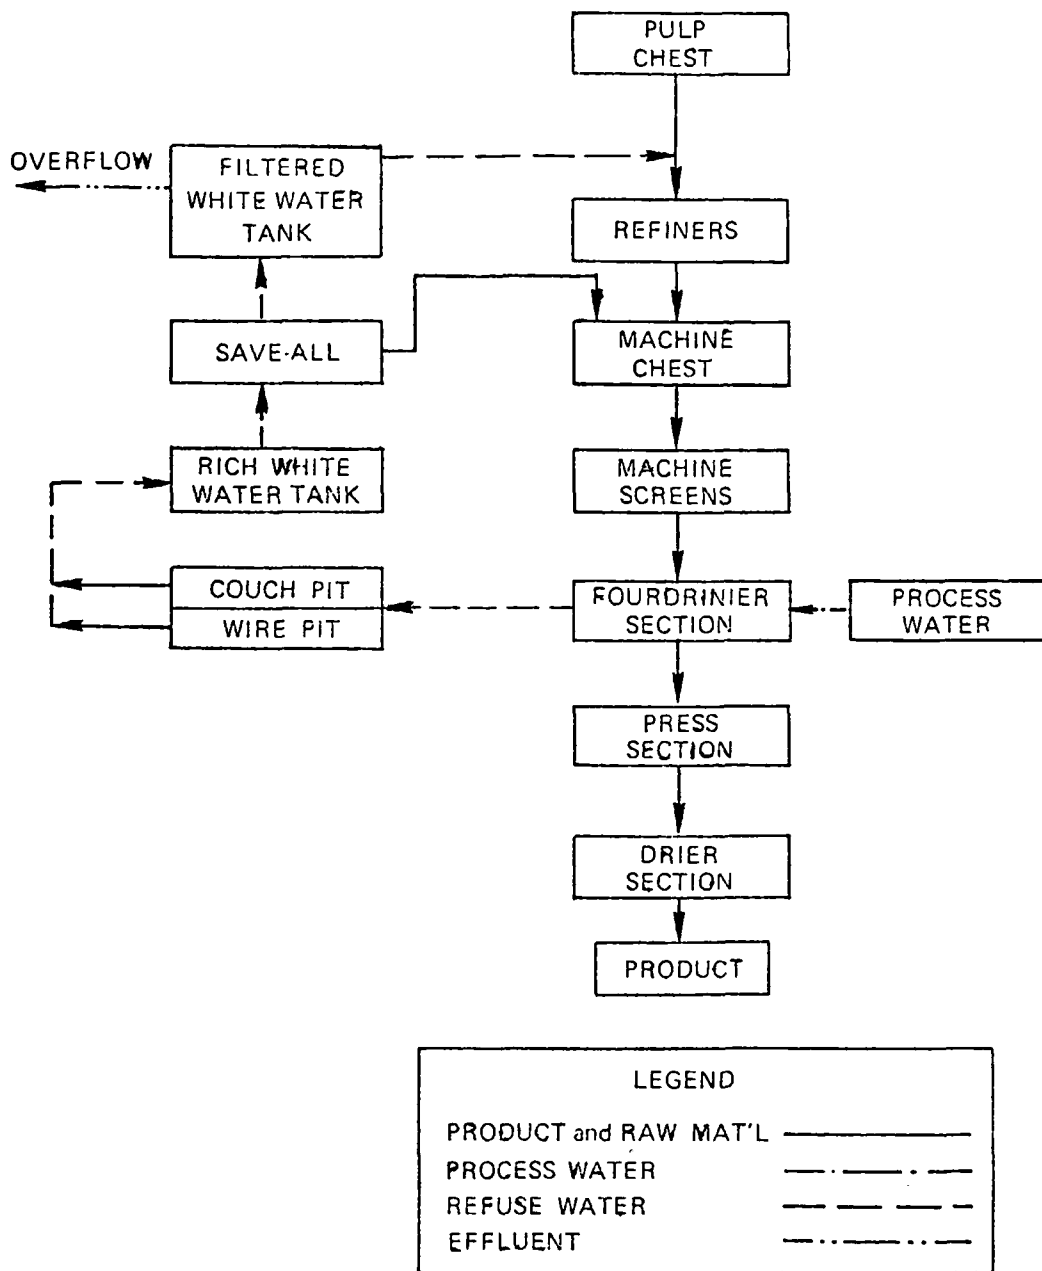 PULP
CHEST
OVERFLOW
FILTERED
WHITE WATER
TANK
REFINERS
SAVE-ALL
MACHINE
CHEST
RICH WHITE
WATER TANK
MACHINE
SCREENS
COUCH PIT
WIRE PIT
FOURDRINIER
SECTION
PROCESS
WATER
PRESS
SECTION
DRIER
SECTION
PRODUCT
LEGEND
PRODUCT and RAW MAT'L
PROCESS WATER
REFUSE WATER
EFFLUENT